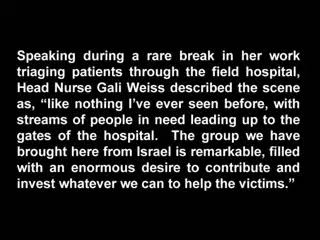 Speaking during a rare break in her work
triaging patients through the field hospital,
Head Nurse Gali Weiss described the scene
as, “like nothing I’ve ever seen before, with
streams of people in need leading up to the
gates of the hospital.  The group we have
brought here from Israel is remarkable, filled
with an enormous desire to contribute and
invest whatever we can to help the victims.”